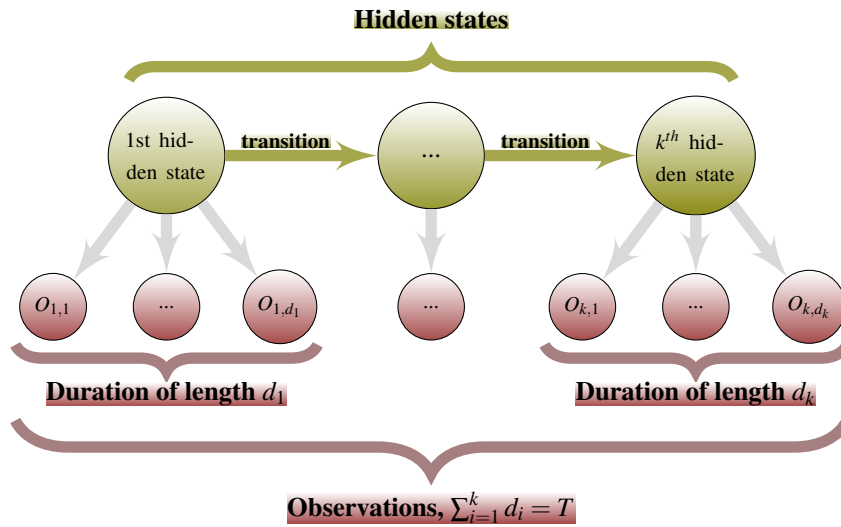 Hidden states
1st hid-
den state
transition
...
transition
k^{th} hid-
den state
O_{1,1}
...
O_{1,d_1}
...
O_{k,1}
...
O_{k,d_k}
Duration of length d_1
Duration of length d_k
Observations, \sum_{i=1}^{k} d_i = T